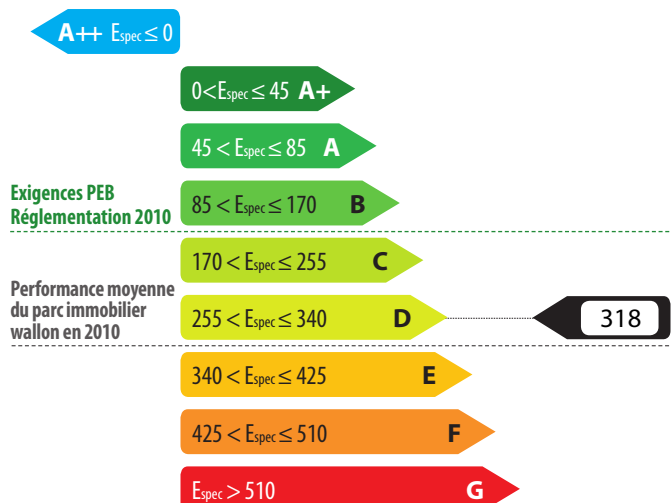 A++ Espec ≤ 0
0<Espec ≤ 45 A+
45 < Espec ≤ 85 A
Exigences PEB
Réglementation 2010
85 < Espec ≤ 170 B
170 < Espec ≤ 255 C
Performance moyenne
du parc immobilier
wallon en 2010
255 < Espec ≤ 340 D
318
340 < Espec ≤ 425 E
425 < Espec ≤ 510 F
Espec > 510 G